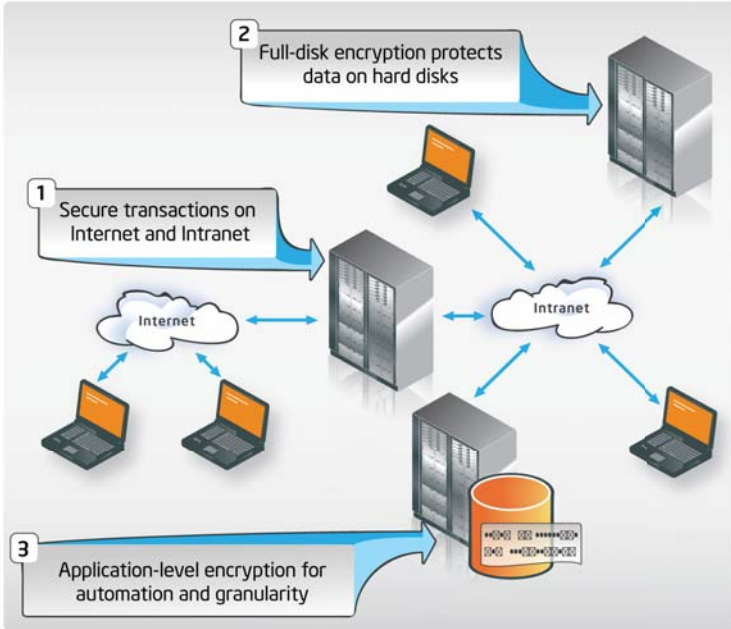 2
Full-disk encryption protects
data on hard disks
1
Secure transactions on
Internet and Intranet
Internet
Intranet
3
Application-level encryption for
automation and granularity